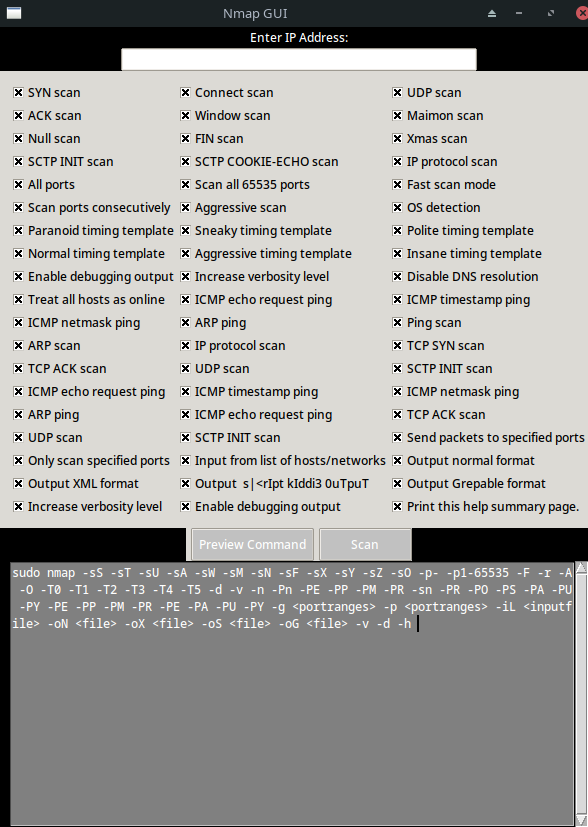 Nmap GUI
Enter IP Address:
SYN scan Connect scan UDP scan
ACK scan Window scan Maimon scan
Null scan FIN scan Xmas scan
SCTP INIT scan SCTP COOKIE-ECHO scan IP protocol scan
All ports Scan all 65535 ports Fast scan mode
Scan ports consecutively Aggressive scan OS detection
Paranoid timing template Sneaky timing template Polite timing template
Normal timing template Aggressive timing template Insane timing template
Enable debugging output Increase verbosity level Disable DNS resolution
Treat all hosts as online ICMP echo request ping ICMP timestamp ping
ICMP netmask ping ARP ping Ping scan
ARP scan IP protocol scan TCP SYN scan
TCP ACK scan UDP scan SCTP INIT scan
ICMP echo request ping ICMP timestamp ping ICMP netmask ping
ARP ping ICMP echo request ping TCP ACK scan
UDP scan SCTP INIT scan Send packets to specified ports
Only scan specified ports Input from list of hosts/networks Output normal format
Output XML format Output s|<rIpt kIddi3 0uTpuT Output Grepable format
Increase verbosity level Enable debugging output Print this help summary page.
Preview Command Scan
sudo nmap -sS -sT -sU -sA -sW -sM -sN -sF -sX -sY -sZ -sO -p- -p1-65535 -F -r -A
-O -T0 -T1 -T2 -T3 -T4 -T5 -d -v -n -Pn -PE -PP -PM -PR -sn -PR -PO -PS -PA -PU
-PY -PE -PP -PM -PR -PE -PA -PU -PY -g <portranges> -p <portranges> -iL <inputf
ile> -oN <file> -oX <file> -oS <file> -oG <file> -v -d -h